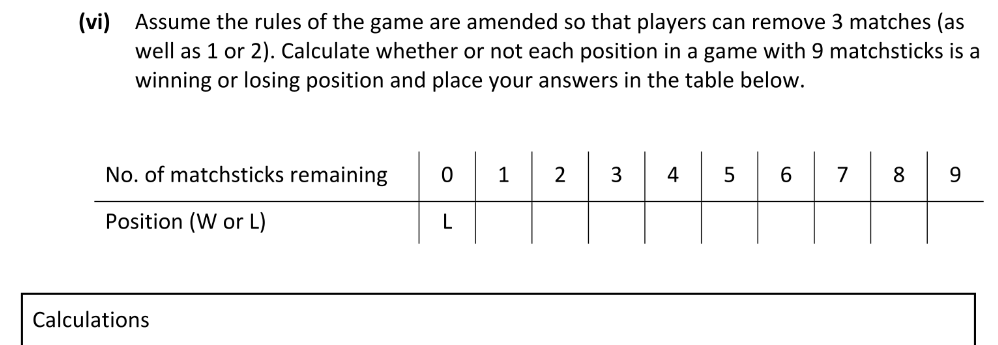 (vi) Assume the rules of the game are amended so that players can remove 3 matches (as
well as 1 or 2). Calculate whether or not each position in a game with 9 matchsticks is a
winning or losing position and place your answers in the table below.
No. of matchsticks remaining 0 1 2 3 4 5 6 7 8 9
Position (W or L) L
Calculations